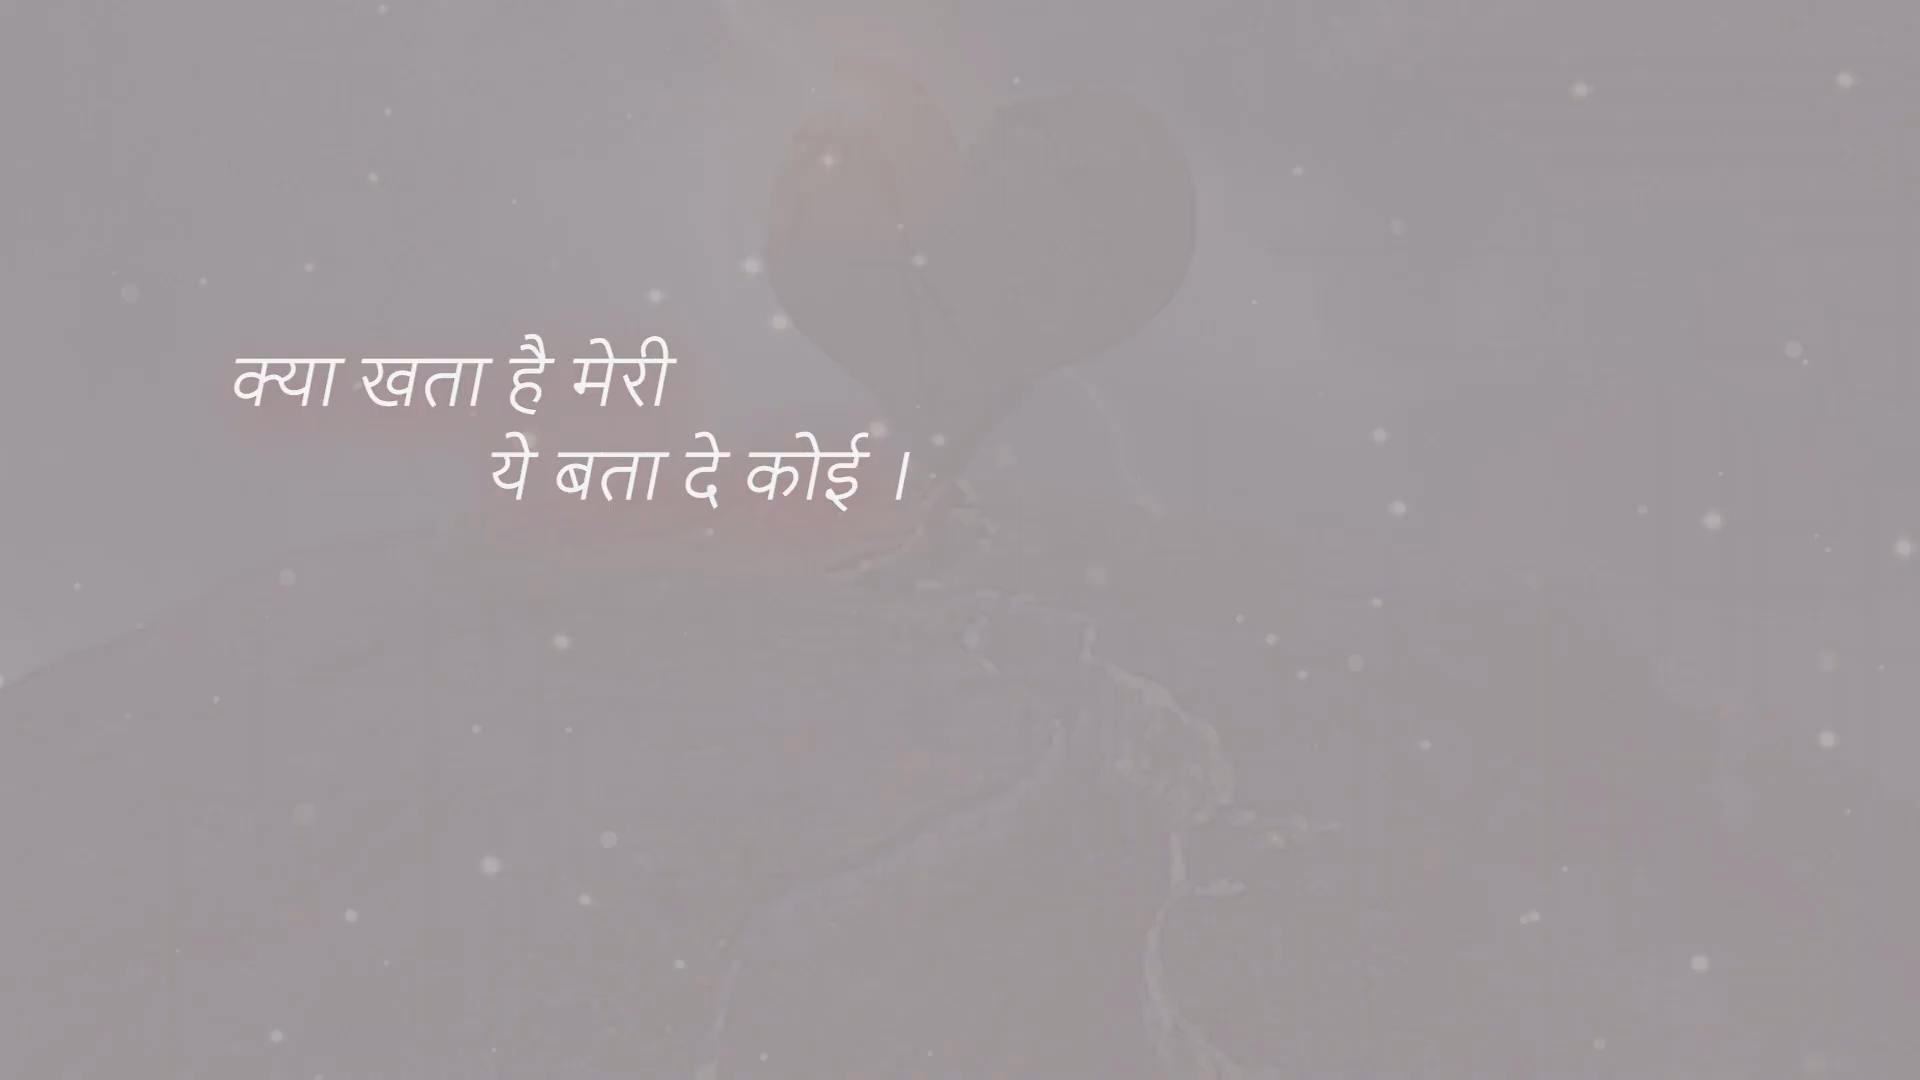 क्या खता है मेरी
ये बता दे कोई ।